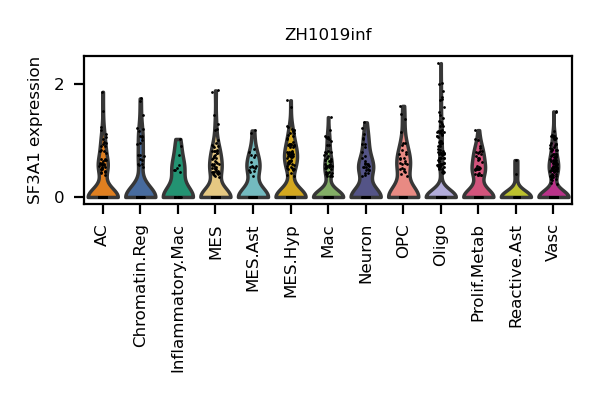 ZH1019inf
SF3A1 expression
2
0
AC
Chromatin.Reg
Inflammatory.Mac
MES
MES.Ast
MES.Hyp
Mac
Neuron
OPC
Oligo
Prolif.Metab
Reactive.Ast
Vasc